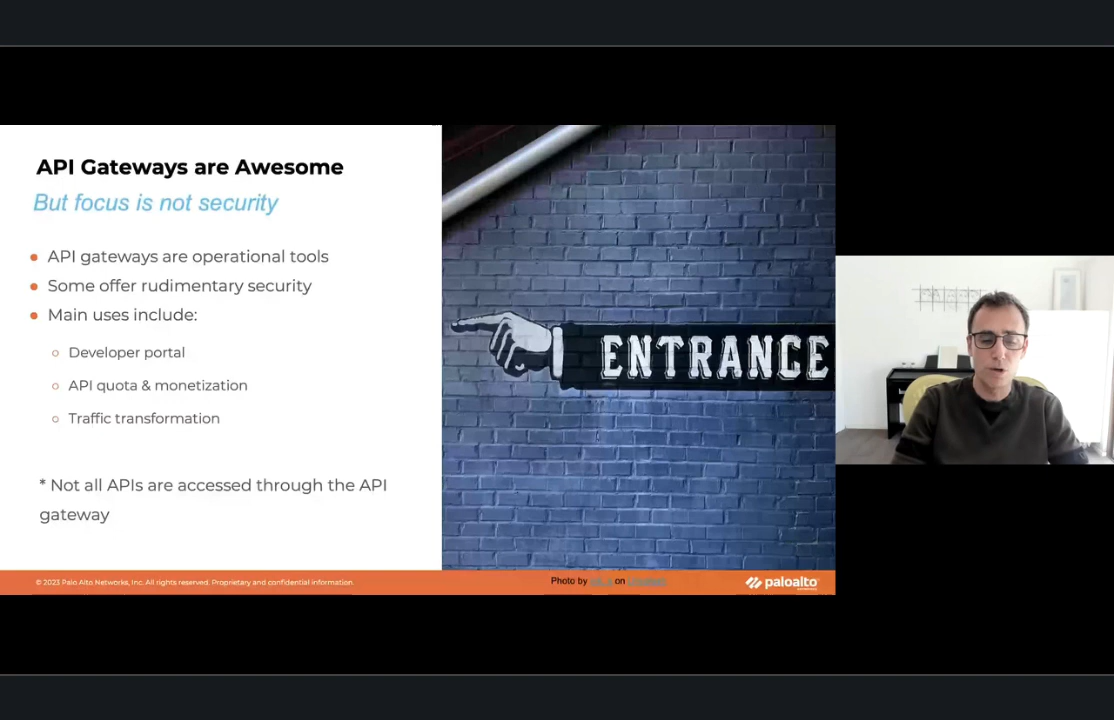 API Gateways are Awesome
But focus is not security
API gateways are operational tools
Some offer rudimentary security
Main uses include:
Developer portal
API quota & monetization
Traffic transformation
* Not all APIs are accessed through the API
gateway
ENTRANCE
© 2023 Palo Alto Networks, Inc. All rights reserved. Proprietary and confidential information.
Photo by on
paloalto